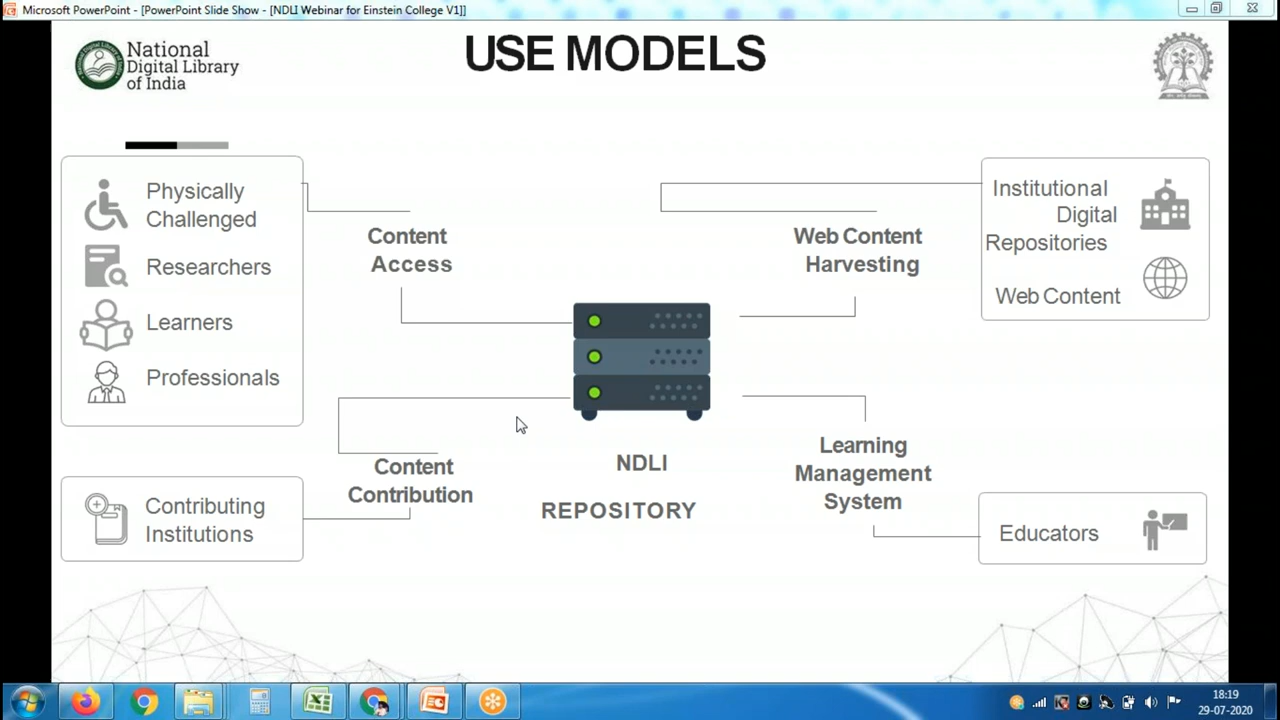 Microsoft PowerPoint - [PowerPoint Slide Show - [NDLI Webinar for Einstein College V1]]
National
Digital Library
of India
USE MODELS
Physically
Challenged
Researchers
Learners
Professionals
Content
Access
Web Content
Harvesting
Institutional
Digital
Repositories
Web Content
Content
Contribution
NDLI
REPOSITORY
Learning
Management
System
Contributing
Institutions
Educators
18:19
29-07-2020